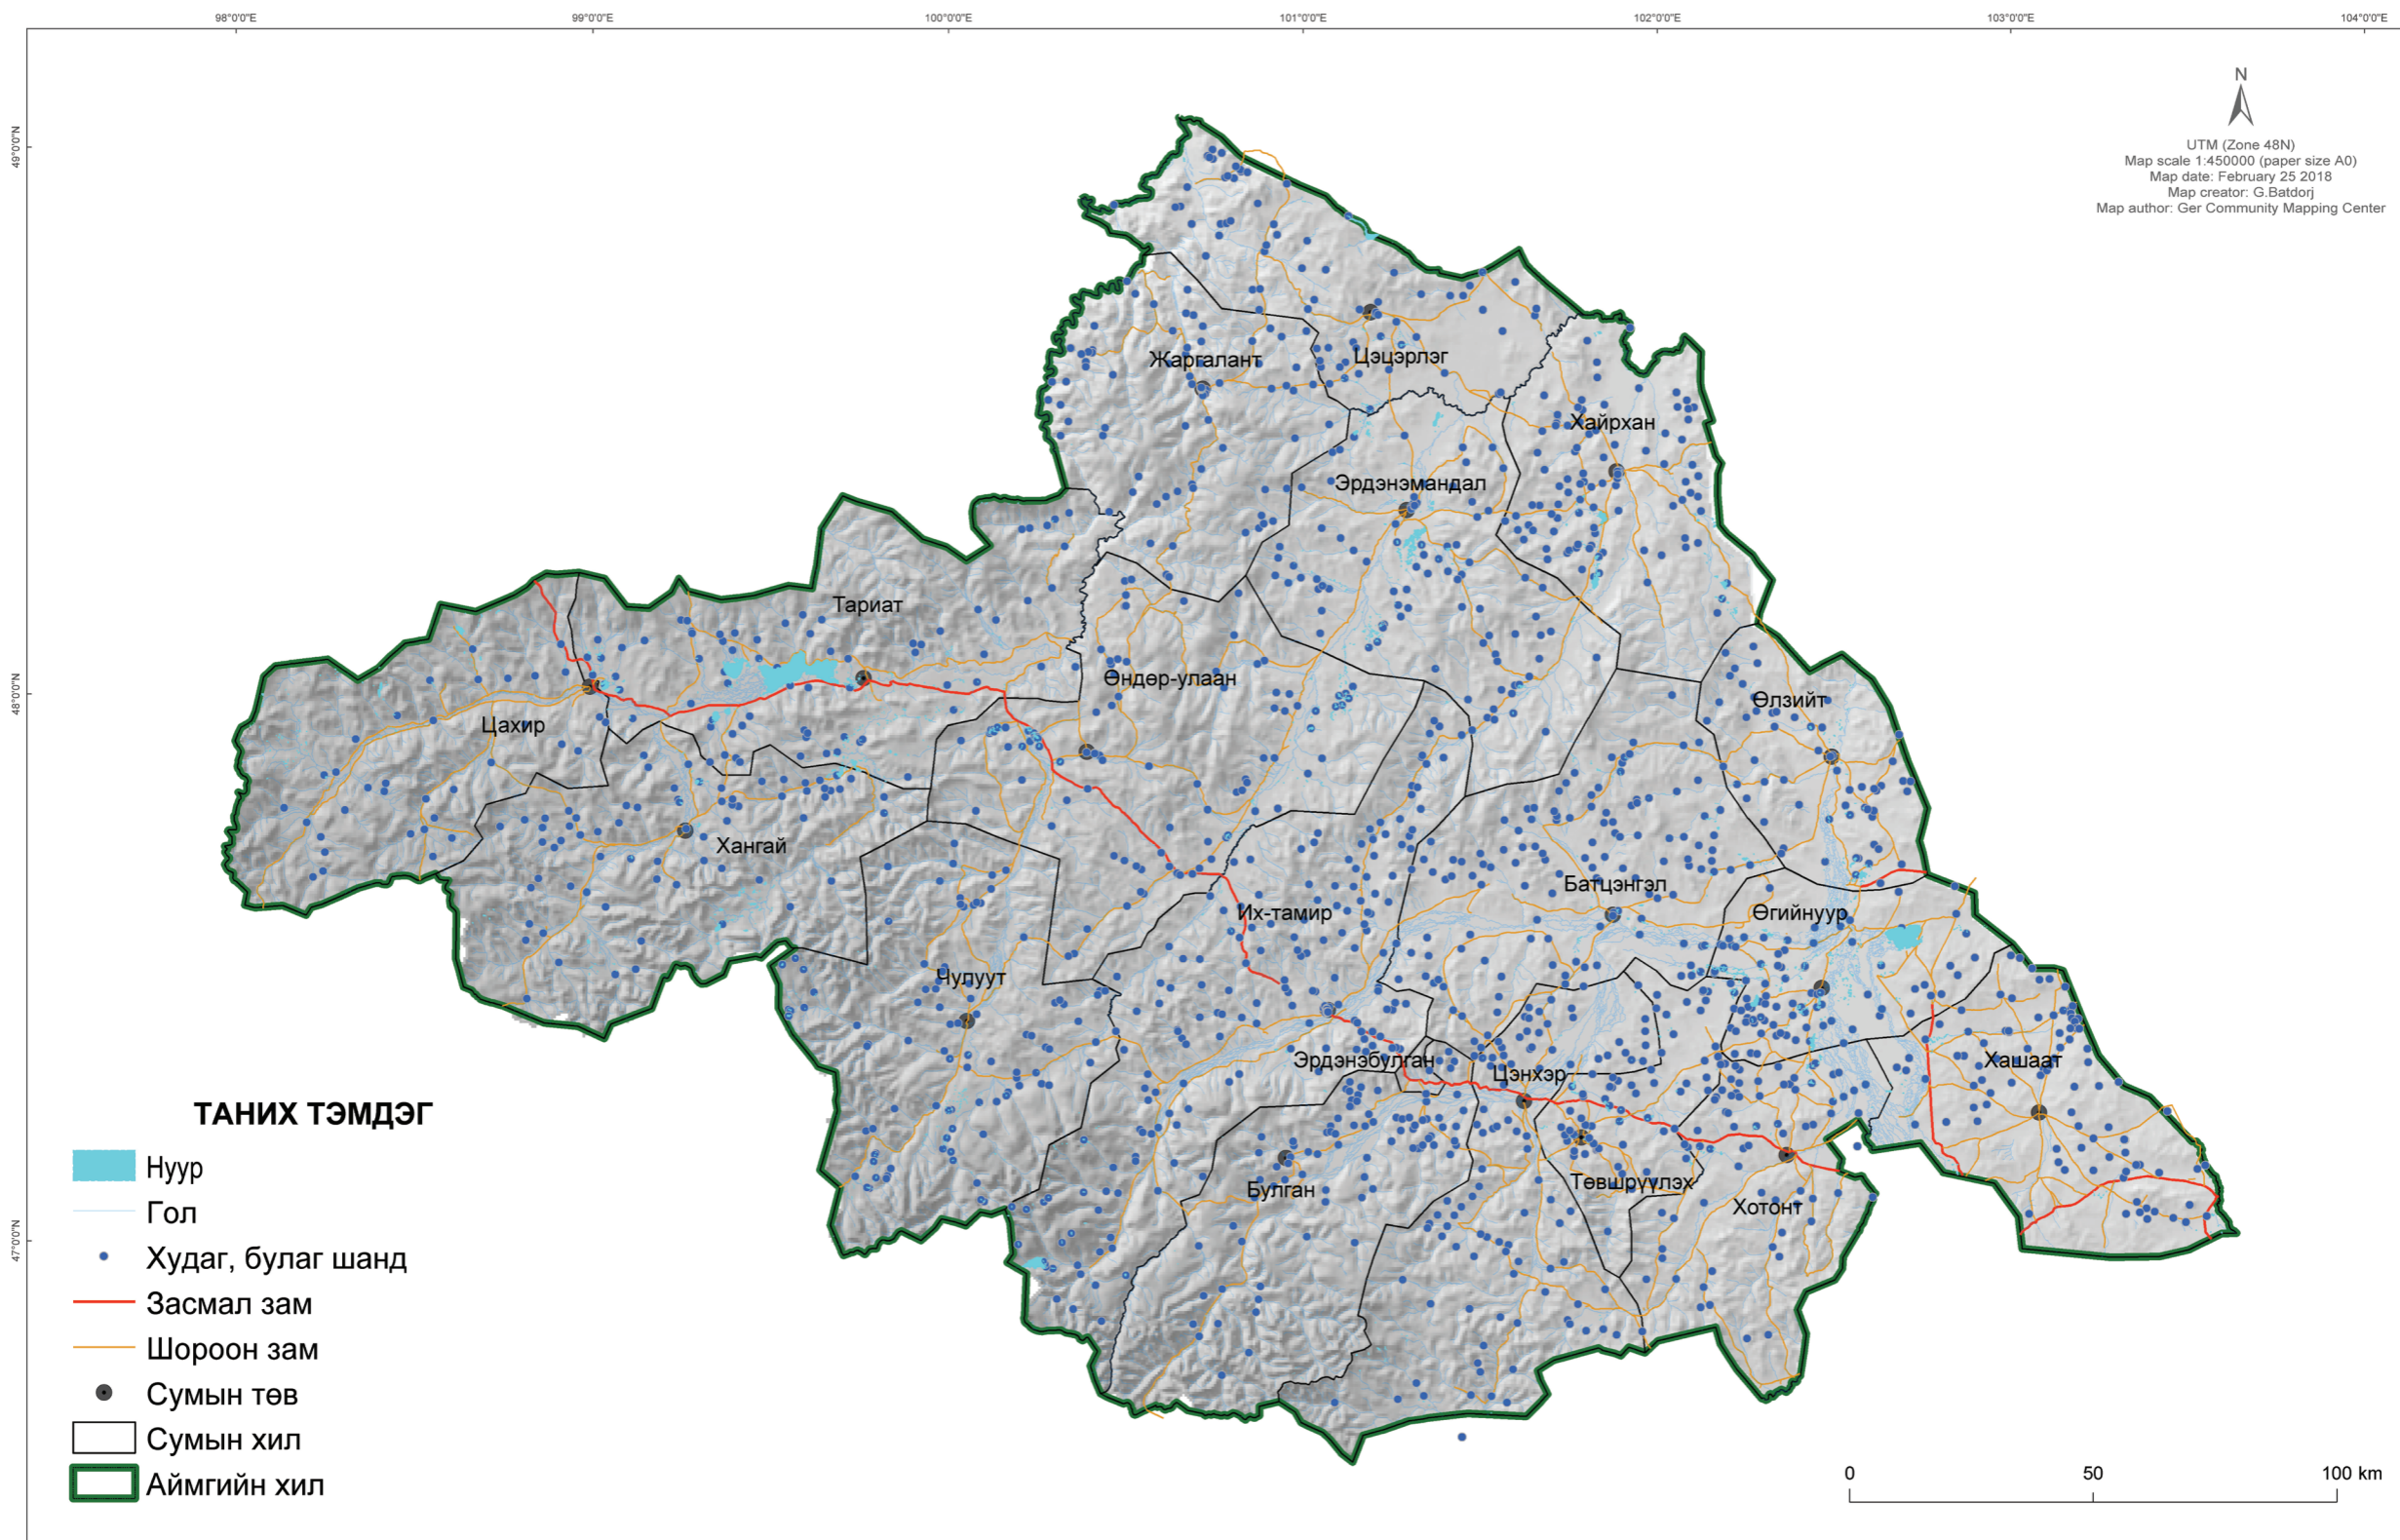 98°0'0"E
99°0'0"E
100°0'0"E
101°0'0"E
102°0'0"E
103°0'0"E
104°0'0"E
49°0'0"N
48°0'0"N
47°0'0"N
N
UTM (Zone 48N)
Map scale 1:450000 (paper size A0)
Map date: February 25 2018
Map creator: G.Batdorj
Map author: Ger Community Mapping Center
Жаргалант
Цэцэрлэг
Хайрхан
Эрдэнэмандал
Тариат
Өндөр-улаан
Өлзийт
Цахир
Хангай
Батцэнгэл
Их-тамир
Өгийнуур
Чулуут
Эрдэнэбулган
Цэнхэр
Хашаат
Булган
Төвшрүүлэх
Хотонт
ТАНИХ ТЭМДЭГ
Нуур
Гол
Худаг, булаг шанд
Засмал зам
Шороон зам
Сумын төв
Сумын хил
Аймгийн хил
0 50 100 km